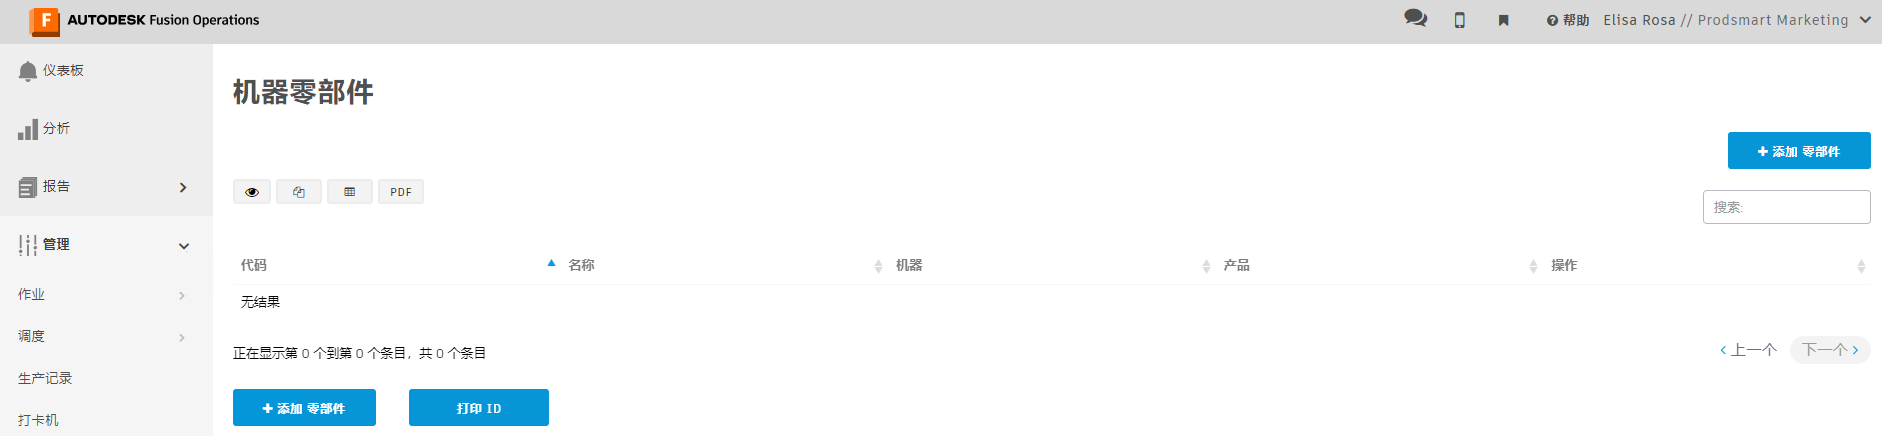 F AUTODESK Fusion Operations
帮助 Elisa Rosa // Prodsmart Marketing
仪表板
分析
报告
管理
作业
调度
生产记录
打卡机
机器零部件
添加 零部件
PDF
搜索:
代码 名称 机器 产品 操作
无结果
正在显示第 0 个到第 0 个条目，共 0 个条目
上一个 下一个
添加 零部件 打印 ID